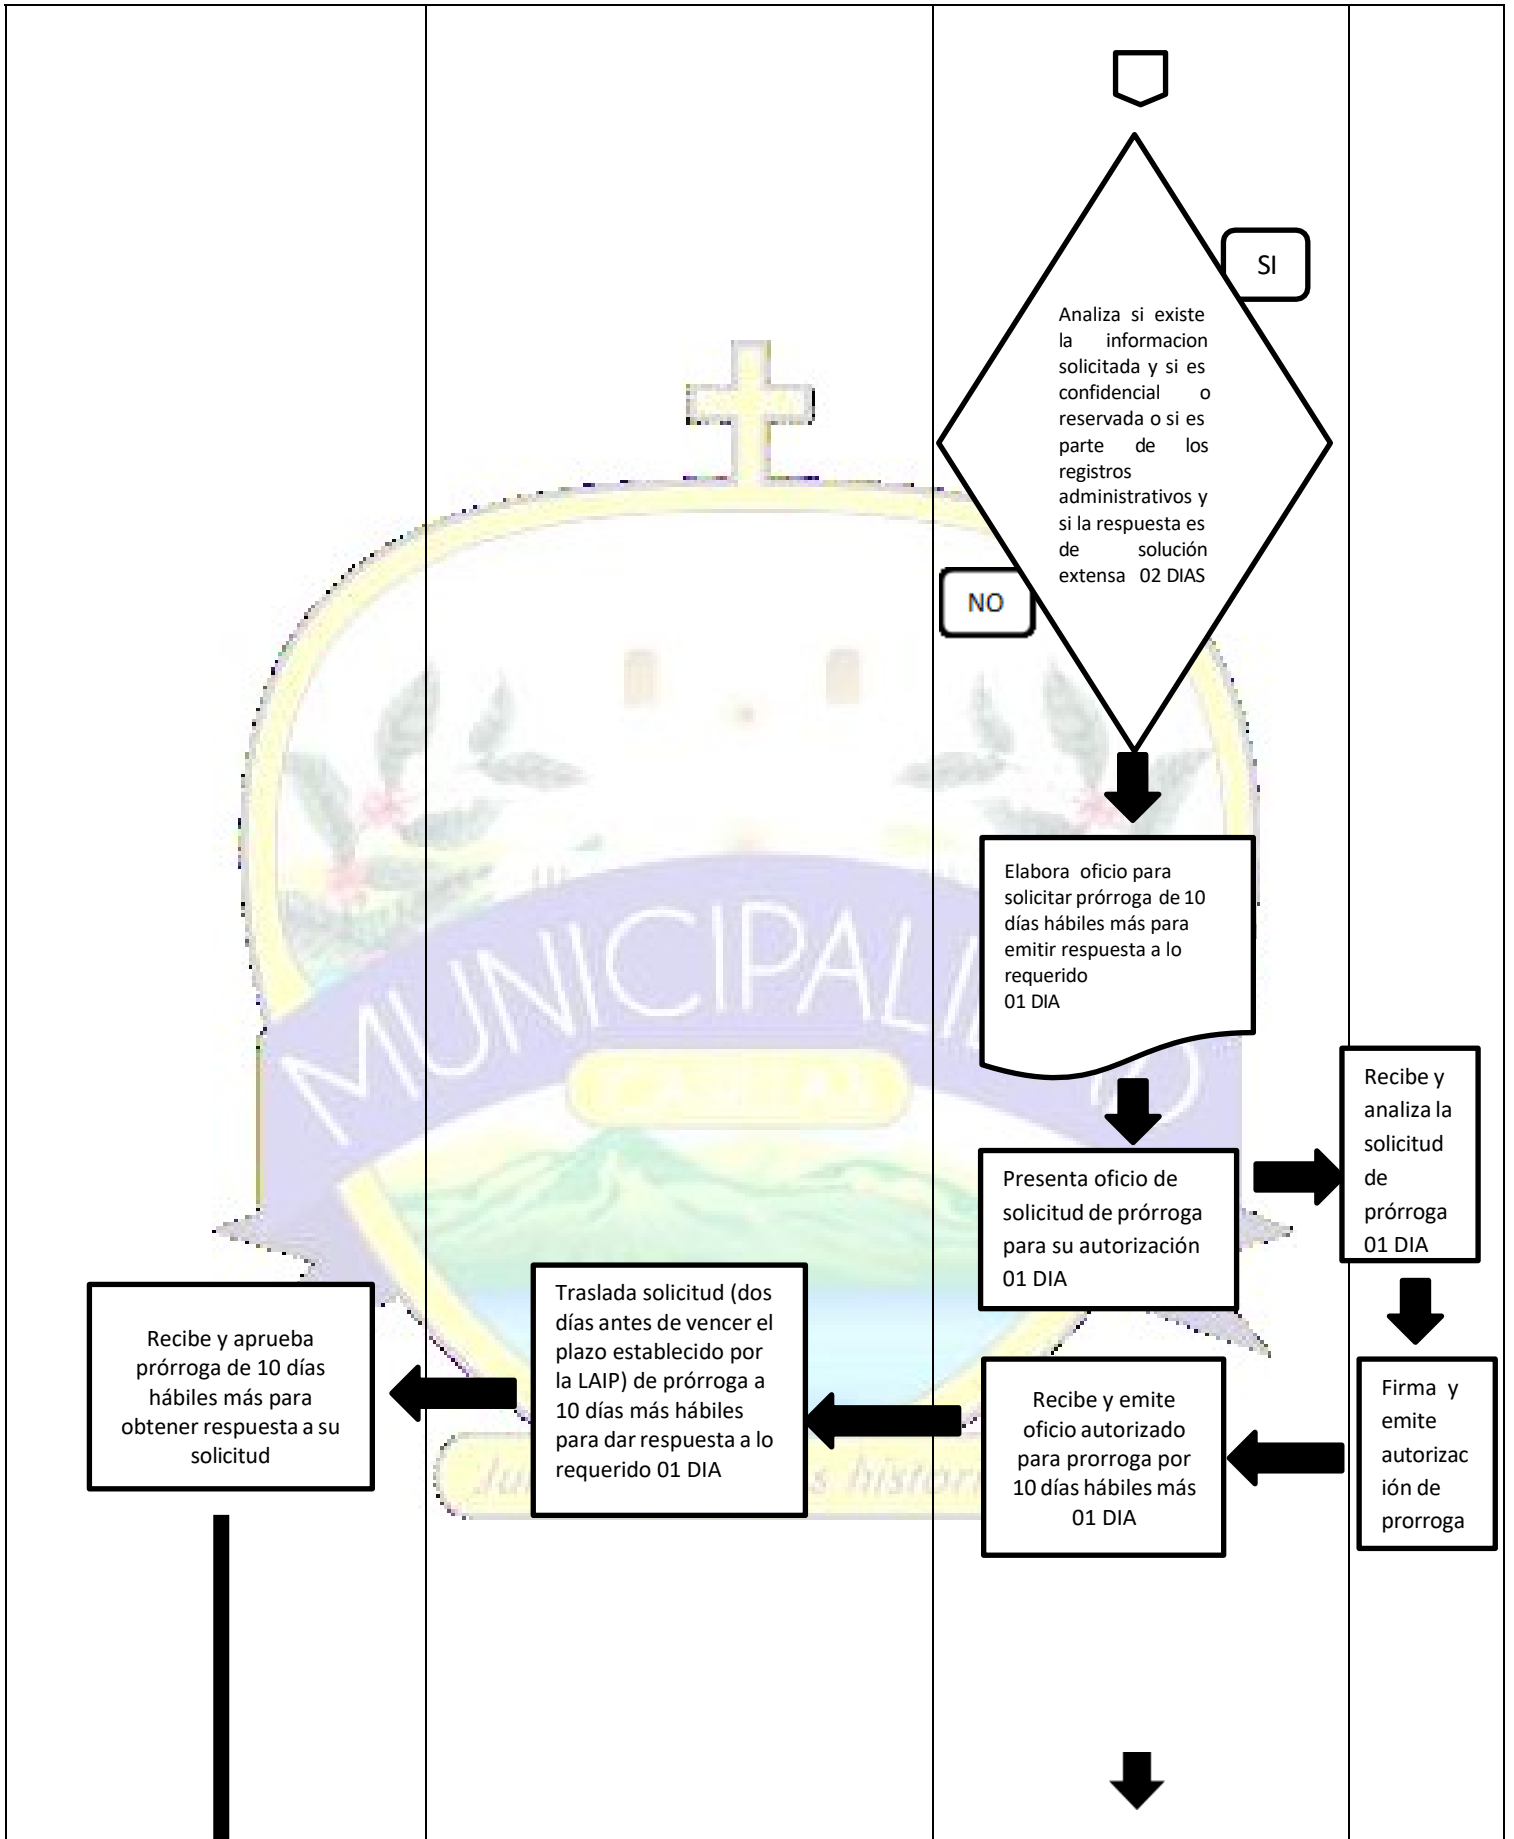 SI
Analiza si existe
la informacion
solicitada y si es
confidencial o
reservada o si es
parte de los
registros
administrativos y
si la respuesta es
de solución
extensa 02 DIAS
NO
Elabora oficio para
solicitar prórroga de 10
días hábiles más para
emitir respuesta a lo
requerido
01 DIA
MUNICIPALI
Presenta oficio de
solicitud de prórroga
para su autorización
01 DIA
Recibe y
analiza la
solicitud
de
prórroga
01 DIA
Firma y
emite
autorizac
ión de
prorroga
Recibe y emite
oficio autorizado
para prorroga por
10 días hábiles más
01 DIA
Traslada solicitud (dos
días antes de vencer el
plazo establecido por
la LAIP) de prórroga a
10 días más hábiles
para dar respuesta a lo
requerido 01 DIA
Recibe y aprueba
prórroga de 10 días
hábiles más para
obtener respuesta a su
solicitud